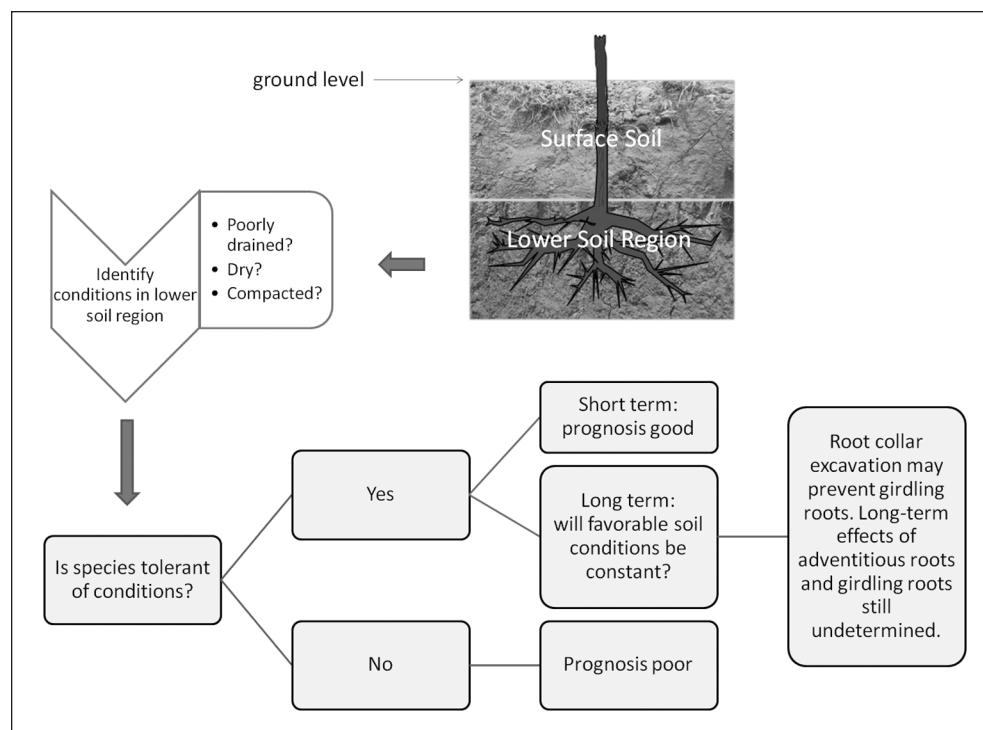 ground level
Surface Soil
Lower Soil Region
• Poorly
drained?
• Dry?
• Compacted?
Identify
conditions in lower
soil region
Is species tolerant
of conditions?
Yes
No
Short term:
prognosis good
Long term:
will favorable soil
conditions be
constant?
Prognosis poor
Root collar
excavation may
prevent girdling
roots. Long-term
effects of
adventitious roots
and girdling roots
still
undetermined.